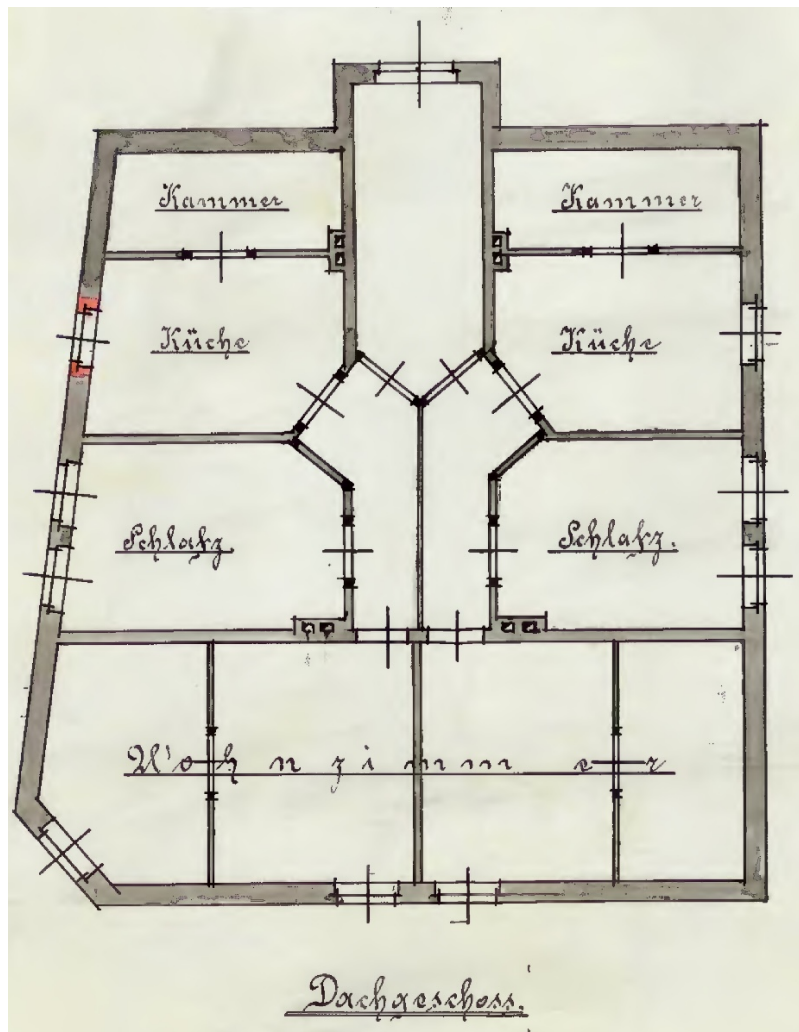 Kammer Kammer
Küche Küche
Schlafz. Schlafz.
Wohnzimmer
Dachgeschoss.